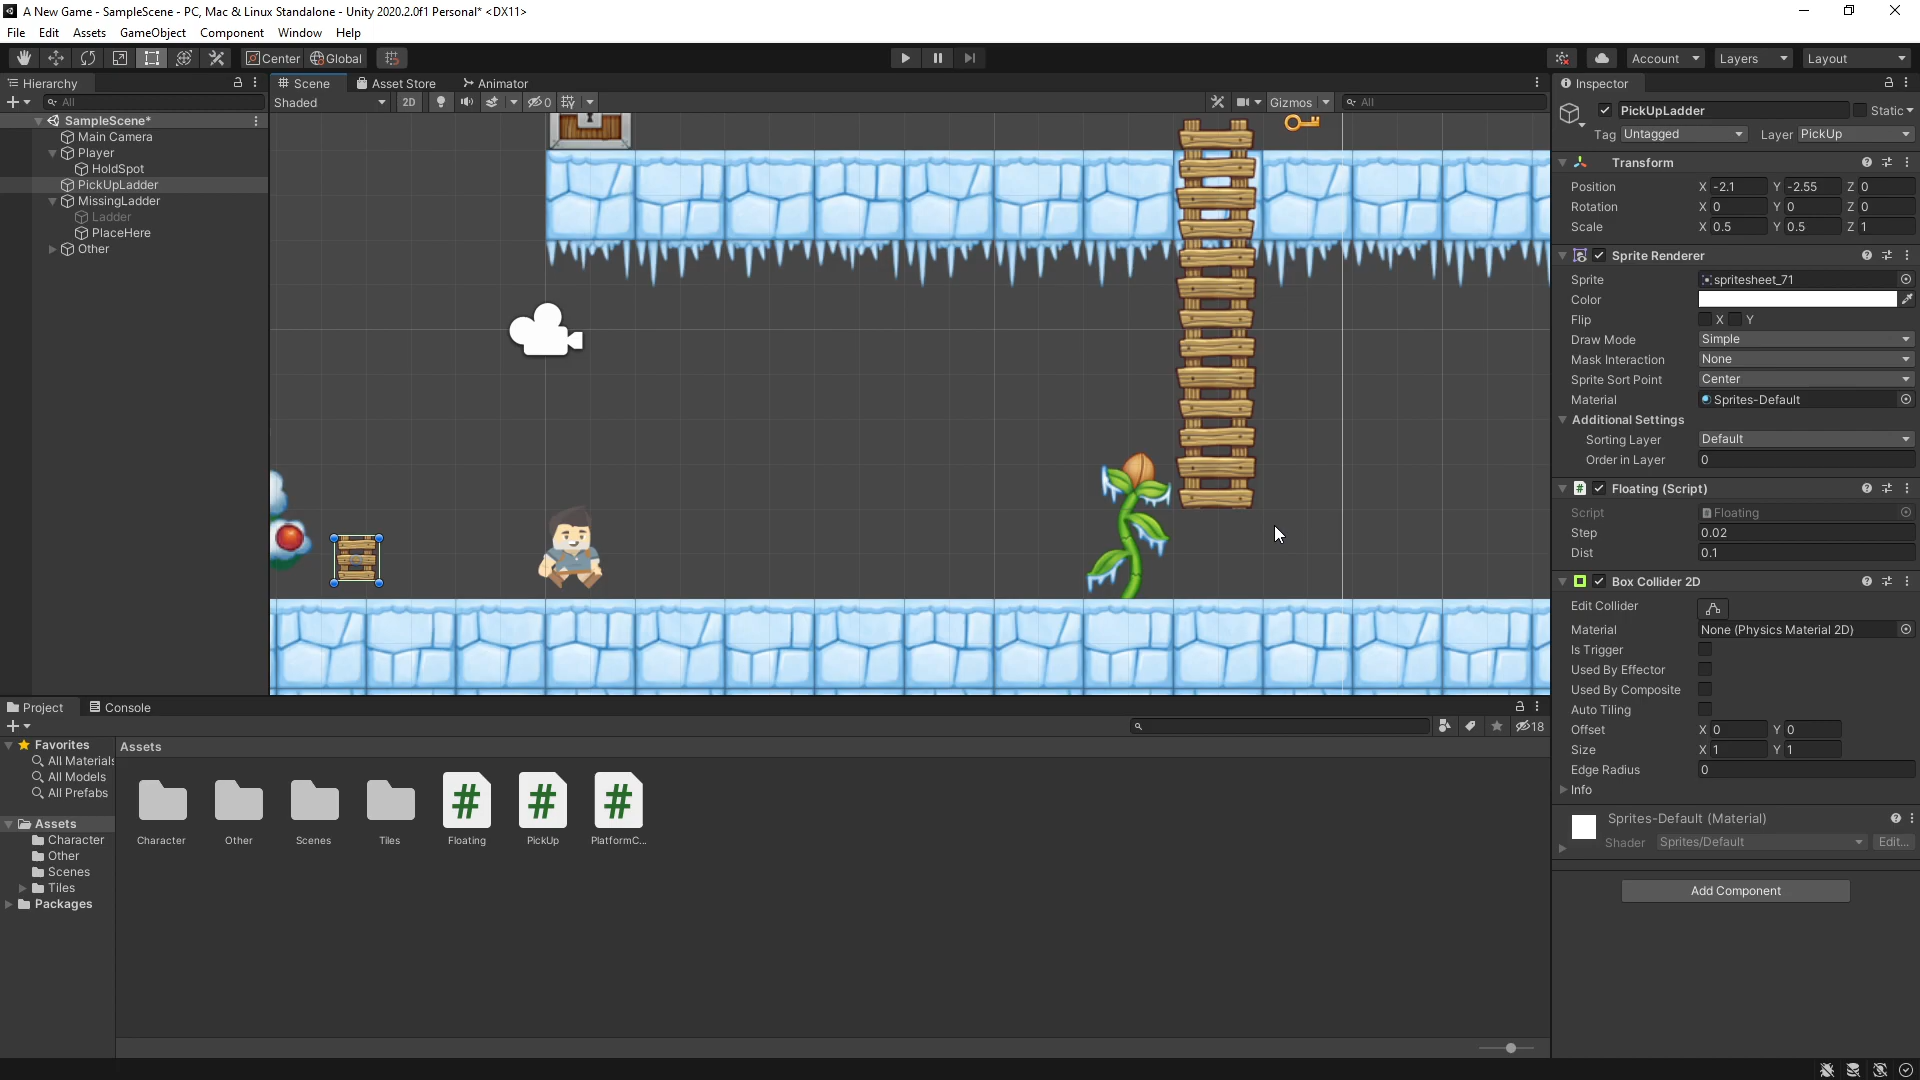 A New Game - SampleScene - PC, Mac & Linux Standalone - Unity 2020.2.0f1 Personal* <DX11>
File Edit Assets GameObject Component Window Help
Center Global
Account Layers Layout
Hierarchy
All
SampleScene*
Main Camera
Player
HoldSpot
PickUpLadder
MissingLadder
Ladder
PlaceHere
Other
Scene Asset Store Animator
Shaded 2D 0 Gizmos All
Inspector
PickUpLadder Static
Tag Untagged Layer PickUp
Transform
Position X -2.1 Y -2.55 Z 0
Rotation X 0 Y 0 Z 0
Scale X 0.5 Y 0.5 Z 1
Sprite Renderer
Sprite spritesheet_71
Color
Flip X Y
Draw Mode Simple
Mask Interaction None
Sprite Sort Point Center
Material Sprites-Default
Additional Settings
Sorting Layer Default
Order in Layer 0
# Floating (Script)
Script Floating
Step 0.02
Dist 0.1
Box Collider 2D
Edit Collider
Material None (Physics Material 2D)
Is Trigger
Used By Effector
Used By Composite
Auto Tiling
Offset X 0 Y 0
Size X 1 Y 1
Edge Radius 0
Info
Sprites-Default (Material)
Shader Sprites/Default Edit...
Add Component
Project Console
18
Favorites
All Materials
All Models
All Prefabs
Assets
Character
Other
Scenes
Tiles
Packages
Assets
# # #
Character Other Scenes Tiles Floating PickUp PlatformC...